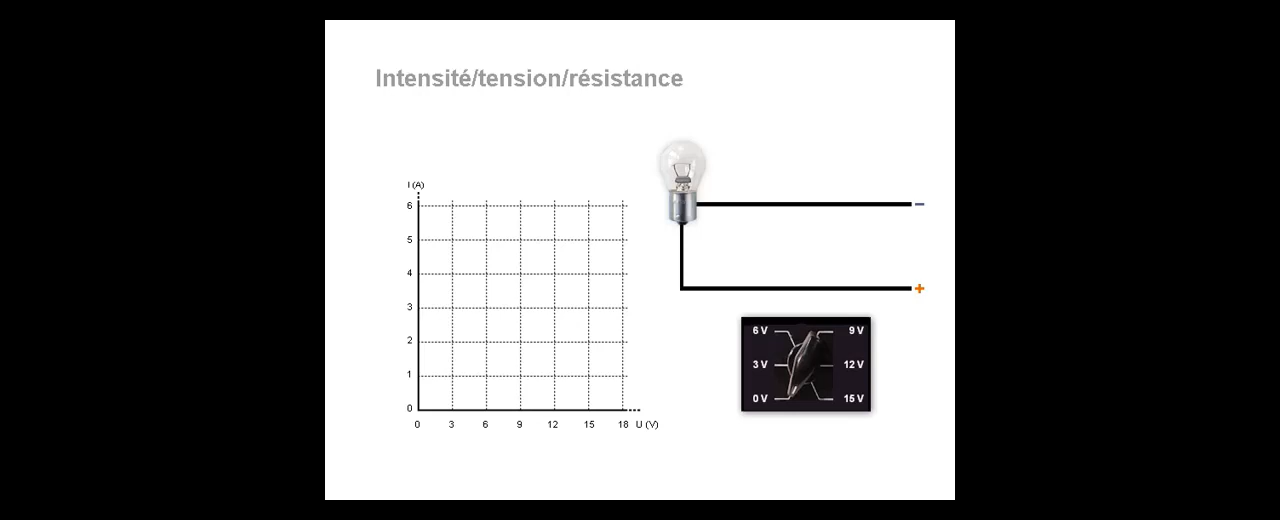 Intensité/tension/résistance
I (A)
6
5
4
3
2
1
0
0 3 6 9 12 15 18 U (V)
−
+
6 V 9 V
3 V 12 V
0 V 15 V